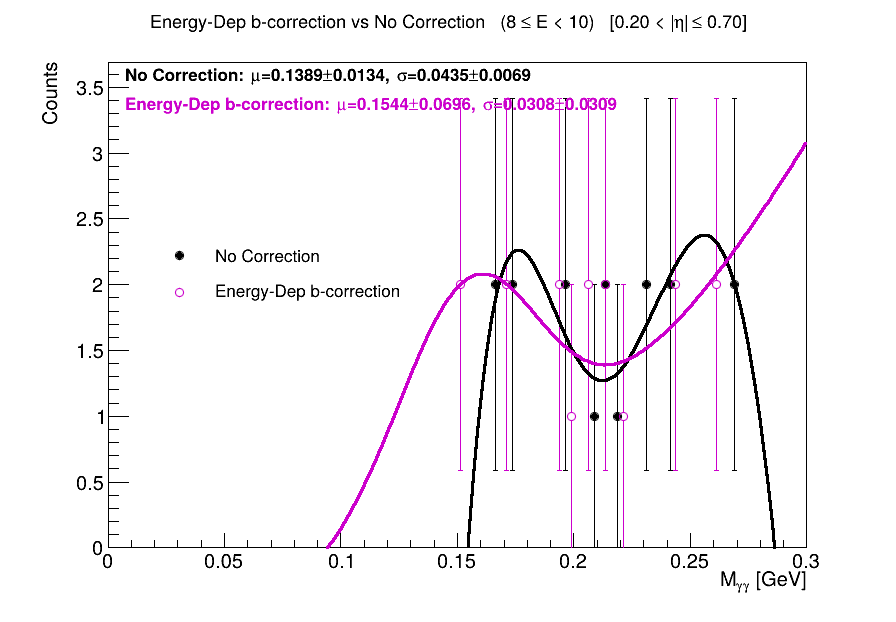 Energy-Dep b-correction vs No Correction (8 ≤ E < 10) [0.20 < |η| ≤ 0.70]
Counts
No Correction: μ=0.1389±0.0134, σ=0.0435±0.0069
Energy-Dep b-correction: μ=0.1544±0.0696, σ=0.0308±0.0309
3.5
3
2.5
2
1.5
1
0.5
0
No Correction
Energy-Dep b-correction
0 0.05 0.1 0.15 0.2 0.25 0.3
Mγγ [GeV]